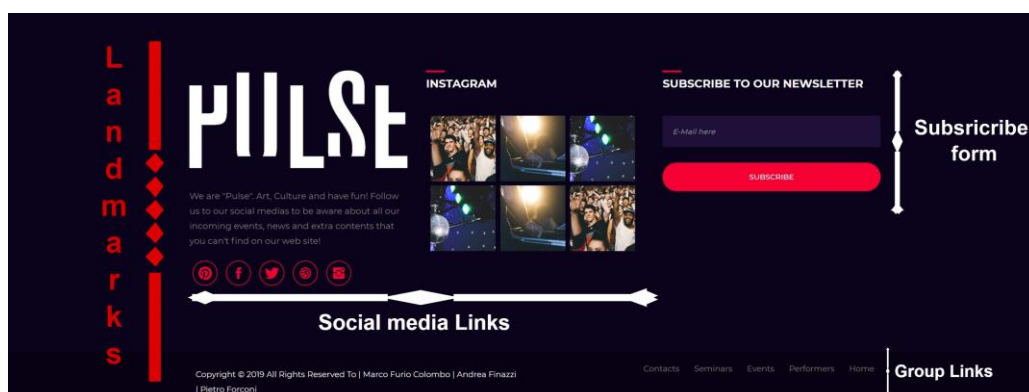 Landmarks
PULSE
We are "Pulse". Art, Culture and have fun! Follow
us to our social medias to be aware about all our
incoming events, news and extra contents that
you can't find on our web site!
INSTAGRAM
SUBSCRIBE TO OUR NEWSLETTER
E-Mail here
SUBSCRIBE
Subsricribe
form
Social media Links
Copyright © 2019 All Rights Reserved To | Marco Furio Colombo | Andrea Finazzi
| Pietro Forconi
Contacts Seminars Events Performers Home
Group Links